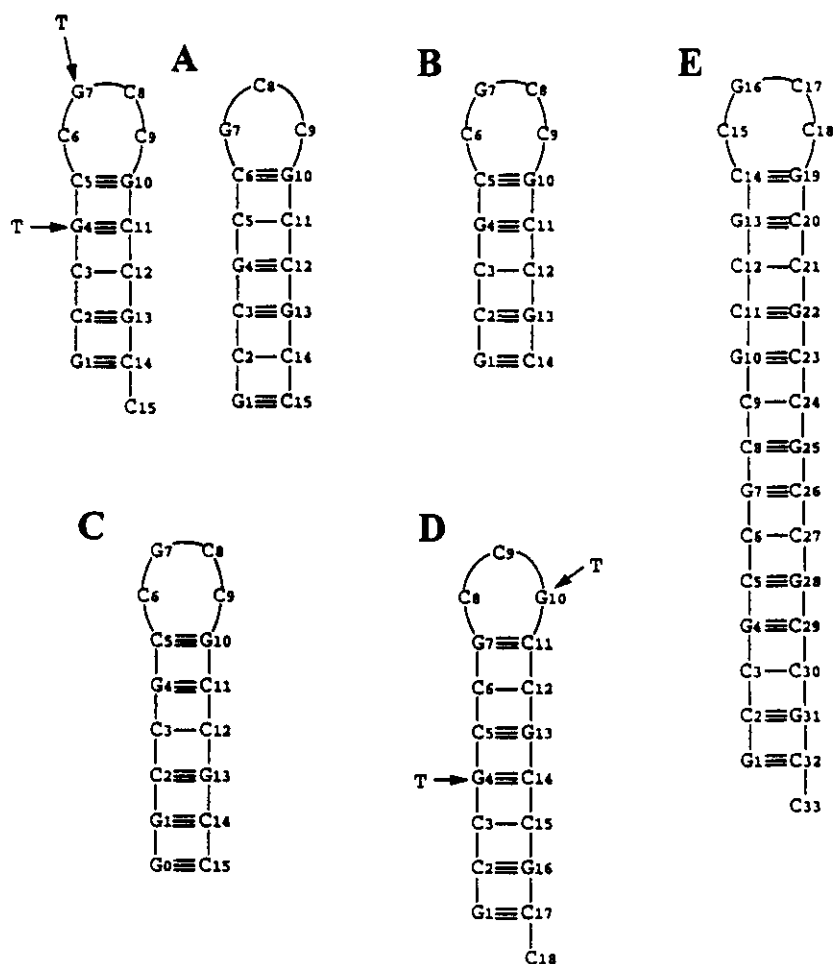 T
A
B
E
G7 C8
C8
G7 C8
G16 C17
C6 C9
G7 C9
C6 C9
C15 C18
C5 G10
C6 G10
C5 G10
C14 G19
T G4 C11
C5 C11
G4 C11
G13 C20
C3 C12
G4 C12
C3 C12
C12 C21
C2 G13
C3 G13
C2 G13
C11 G22
G1 C14
C2 C14
G1 C14
G10 C23
C15
G1 C15
C9 C24
C8 G25
G7 C26
C6 C27
C5 G28
G4 C29
C3 C30
C2 G31
G1 C32
C33
C
G7 C8
C6 C9
C5 G10
G4 C11
C3 C12
C2 G13
G1 C14
G0 C15
D
C9
T
C8 G10
G7 C11
C6 C12
C5 G13
T G4 C14
C3 C15
C2 G16
G1 C17
C18